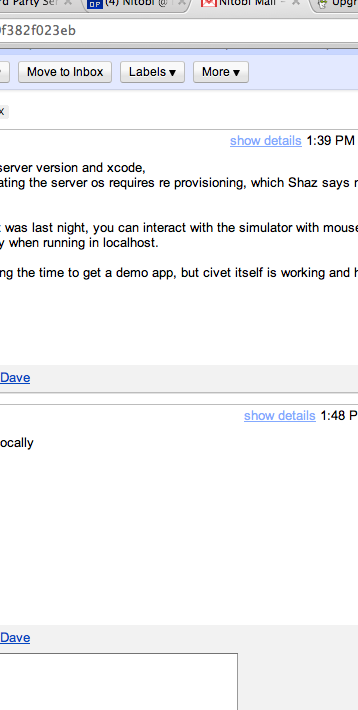 rd Party Ser (4) Nitobi @ Nitobi Mail - Upgr
f382f023eb
Move to Inbox Labels ▾ More ▾
x
show details 1:39 PM
server version and xcode,
ating the server os requires re provisioning, which Shaz says
was last night, you can interact with the simulator with mouse
y when running in localhost.
ng the time to get a demo app, but civet itself is working and h
Dave
show details 1:48 P
ocally
Dave